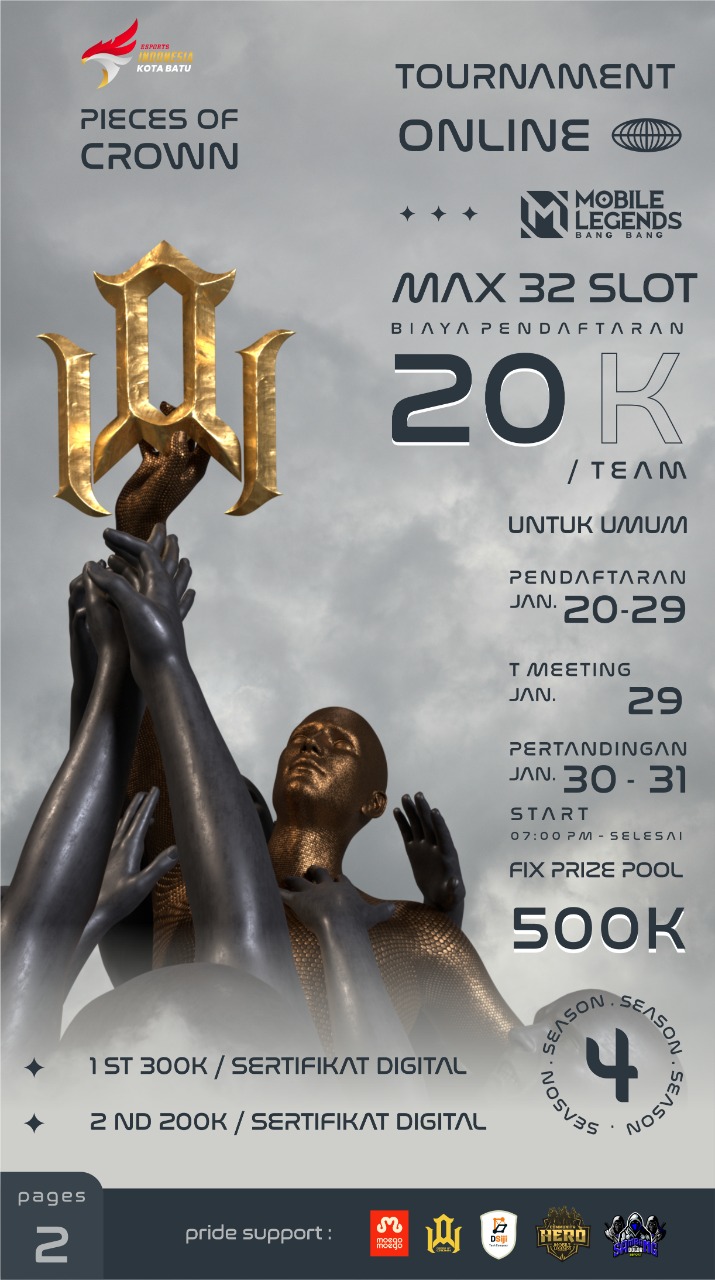 ESPORTS
INDONESIA
KOTA BATU
PIECES OF
CROWN
TOURNAMENT
ONLINE
MOBILE
LEGENDS
BANG BANG
MAX 32 SLOT
BIAYA PENDAFTARAN
20 K
/ TEAM
UNTUK UMUM
PENDAFTARAN
JAN. 20-29
T MEETING
JAN. 29
PERTANDINGAN
JAN. 30 - 31
START
07:00 PM - SELESAI
FIX PRIZE POOL
500K
SEASON . SEASON . SEASON . SEASON .
4
1 ST 300K / SERTIFIKAT DIGITAL
2 ND 200K / SERTIFIKAT DIGITAL
pages
2
pride support :
moego
moego
DSiji
HERO